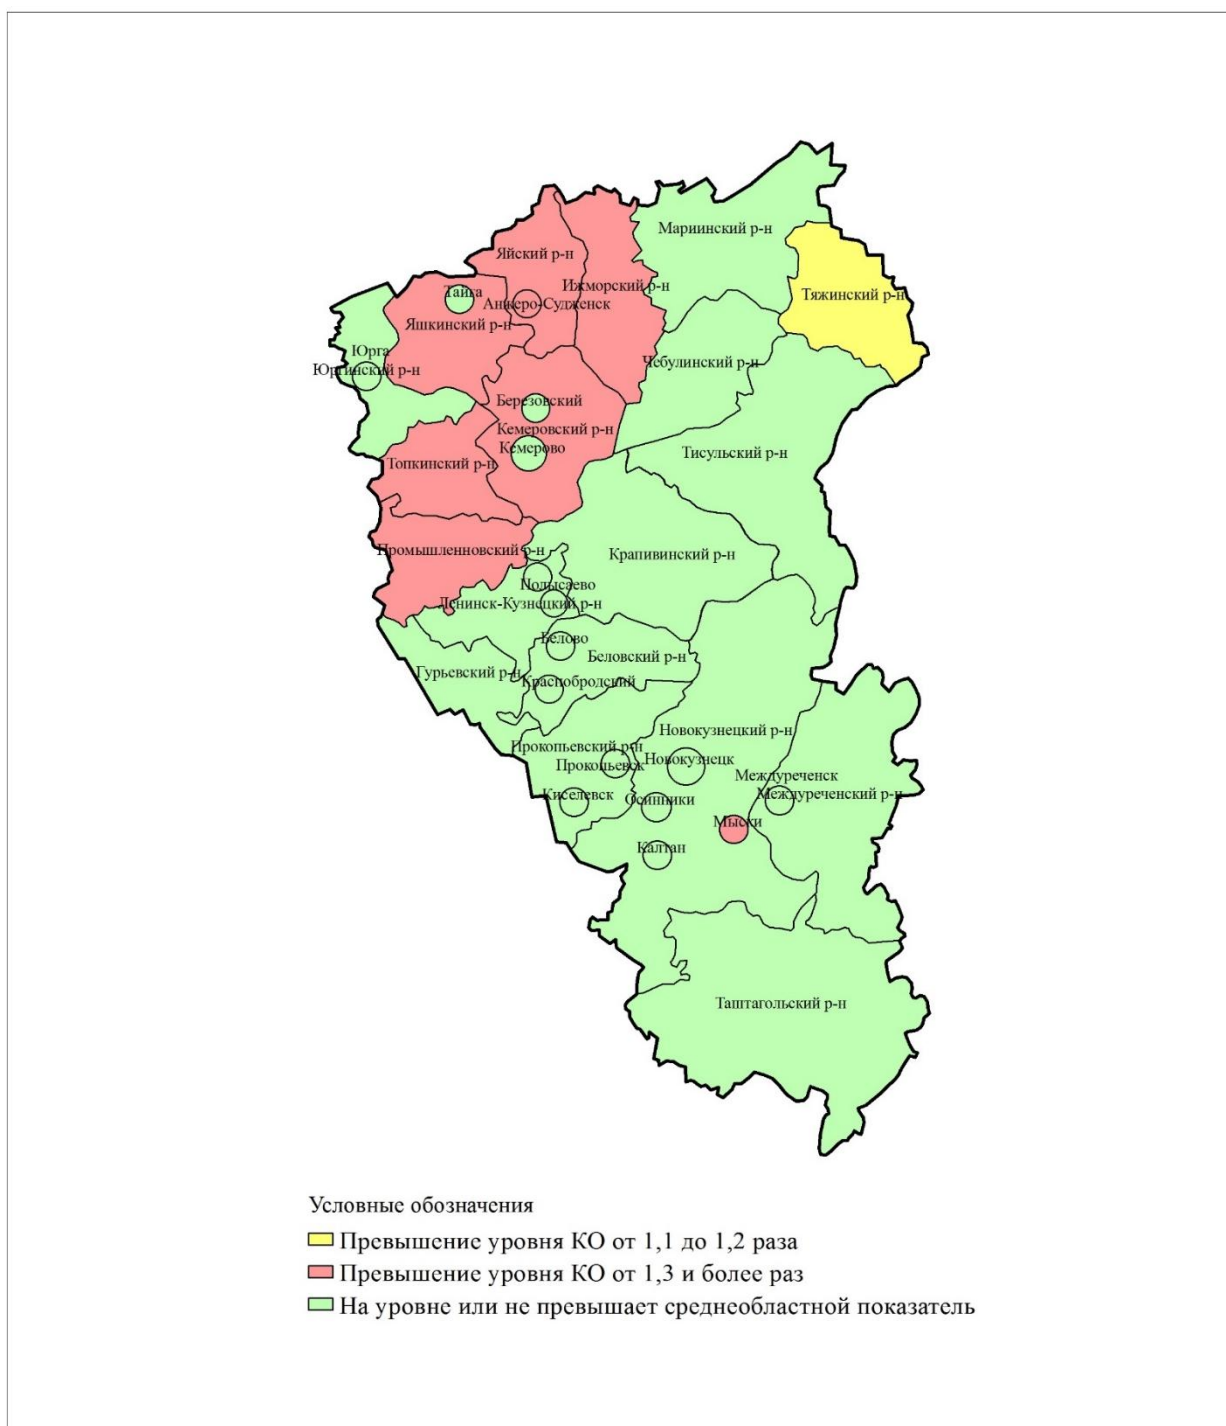 Мариинский р-н
Яйский р-н
Ижморский р-н
Тайга
Тяжинский р-н
Анжеро-Судженск
Яшкинский р-н
Юрга
Чебулинский р-н
Юргинский р-н
Березовский
Кемеровский р-н
Кемерово
Тисульский р-н
Топкинский р-н
Промышленновский р-н
Крапивинский р-н
Полысаево
Ленинск-Кузнецкий р-н
Белово
Беловский р-н
Гурьевский р-н
Краснобродский
Новокузнецкий р-н
Прокопьевский р-н
Новокузнецк
Прокопьевск
Междуреченск
Киселевск
Осинники
Междуреченский р-н
Мыски
Калтан
Таштагольский р-н
Условные обозначения
Превышение уровня КО от 1,1 до 1,2 раза
Превышение уровня КО от 1,3 и более раз
На уровне или не превышает среднеобластной показатель